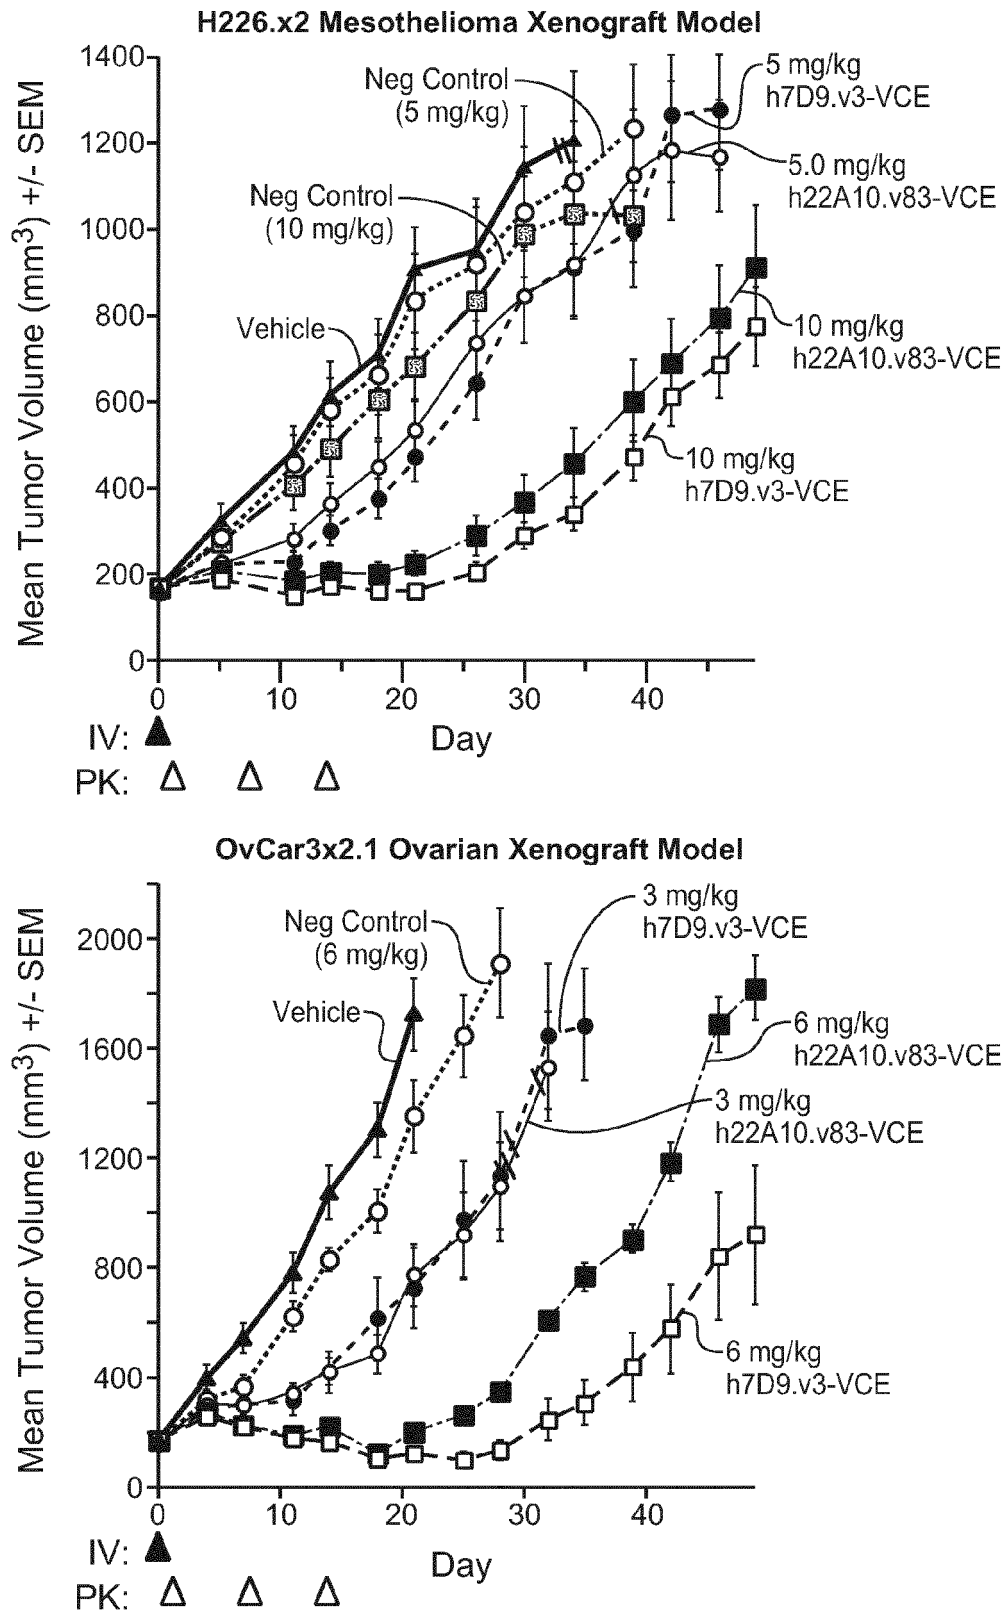 H226.x2 Mesothelioma Xenograft Model
Mean Tumor Volume (mm3) +/- SEM
1400
1200
1000
800
600
400
200
0
Neg Control
(5 mg/kg)
Neg Control
(10 mg/kg)
Vehicle
5 mg/kg
h7D9.v3-VCE
5.0 mg/kg
h22A10.v83-VCE
10 mg/kg
h22A10.v83-VCE
10 mg/kg
h7D9.v3-VCE
0 10 20 30 40
Day
IV:
PK:
OvCar3x2.1 Ovarian Xenograft Model
Mean Tumor Volume (mm3) +/- SEM
2000
1600
1200
800
400
0
Neg Control
(6 mg/kg)
Vehicle
3 mg/kg
h7D9.v3-VCE
6 mg/kg
h22A10.v83-VCE
3 mg/kg
h22A10.v83-VCE
6 mg/kg
h7D9.v3-VCE
0 10 20 30 40
Day
IV:
PK: